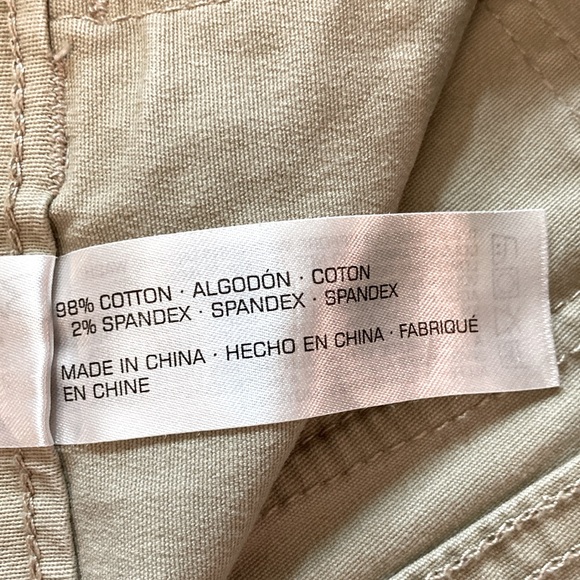 98% COTTON · ALGODÓN · COTON
2% SPANDEX · SPANDEX · SPANDEX
MADE IN CHINA · HECHO EN CHINA · FABRIQUÉ
EN CHINE